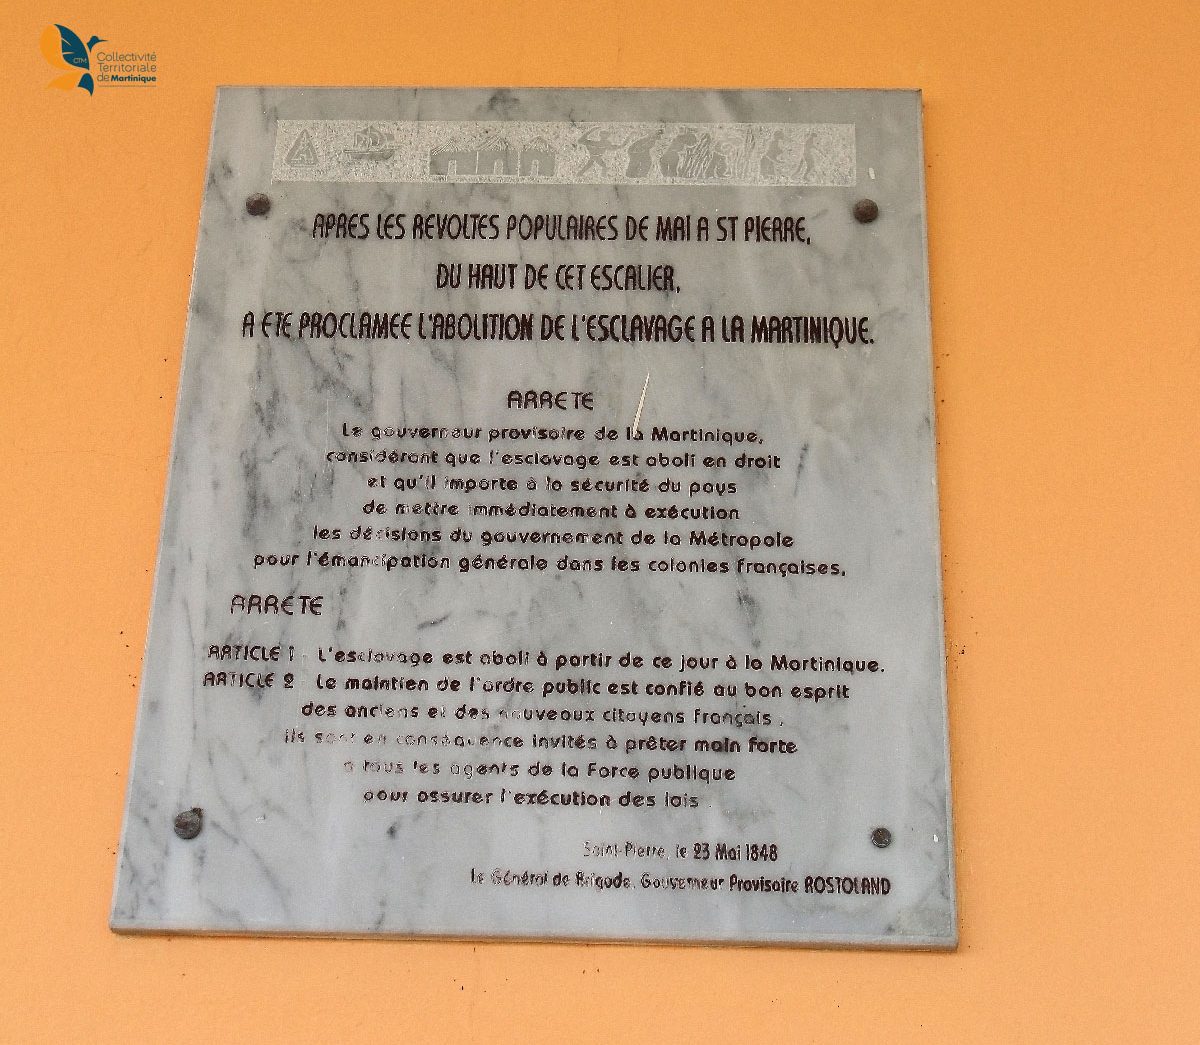 CTM
Collectivité
Territoriale
de Martinique
APRES LES REVOLTES POPULAIRES DE MAI A ST PIERRE,
DU HAUT DE CET ESCALIER,
A ETE PROCLAMEE L'ABOLITION DE L'ESCLAVAGE A LA MARTINIQUE.
ARRETE
Le gouverneur provisoire de la Martinique,
considérant que l'esclavage est aboli en droit
et qu'il importe à la sécurité du pays
de mettre immédiatement à exécution
les décisions du gouvernement de la Métropole
pour l'émancipation générale dans les colonies françaises,
ARRETE
ARTICLE 1 - L'esclavage est aboli à partir de ce jour à la Martinique.
ARTICLE 2 Le maintien de l'ordre public est confié au bon esprit
des anciens et des nouveaux citoyens français,
ils sont en conséquence invités à prêter main forte
à tous les agents de la Force publique
pour assurer l'exécution des lois.
Saint-Pierre, le 23 Mai 1848
le Général de Brigade, Gouverneur Provisoire ROSTOLAND